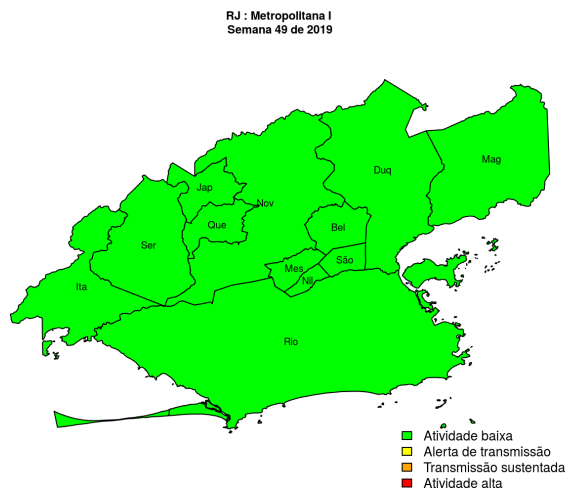 RJ : Metropolitana I
Semana 49 de 2019
Mag
Duq
Jap
Nov
Que
Bel
Ser
São
Mes
Nil
Ita
Rio
Atividade baixa
Alerta de transmissão
Transmissão sustentada
Atividade alta